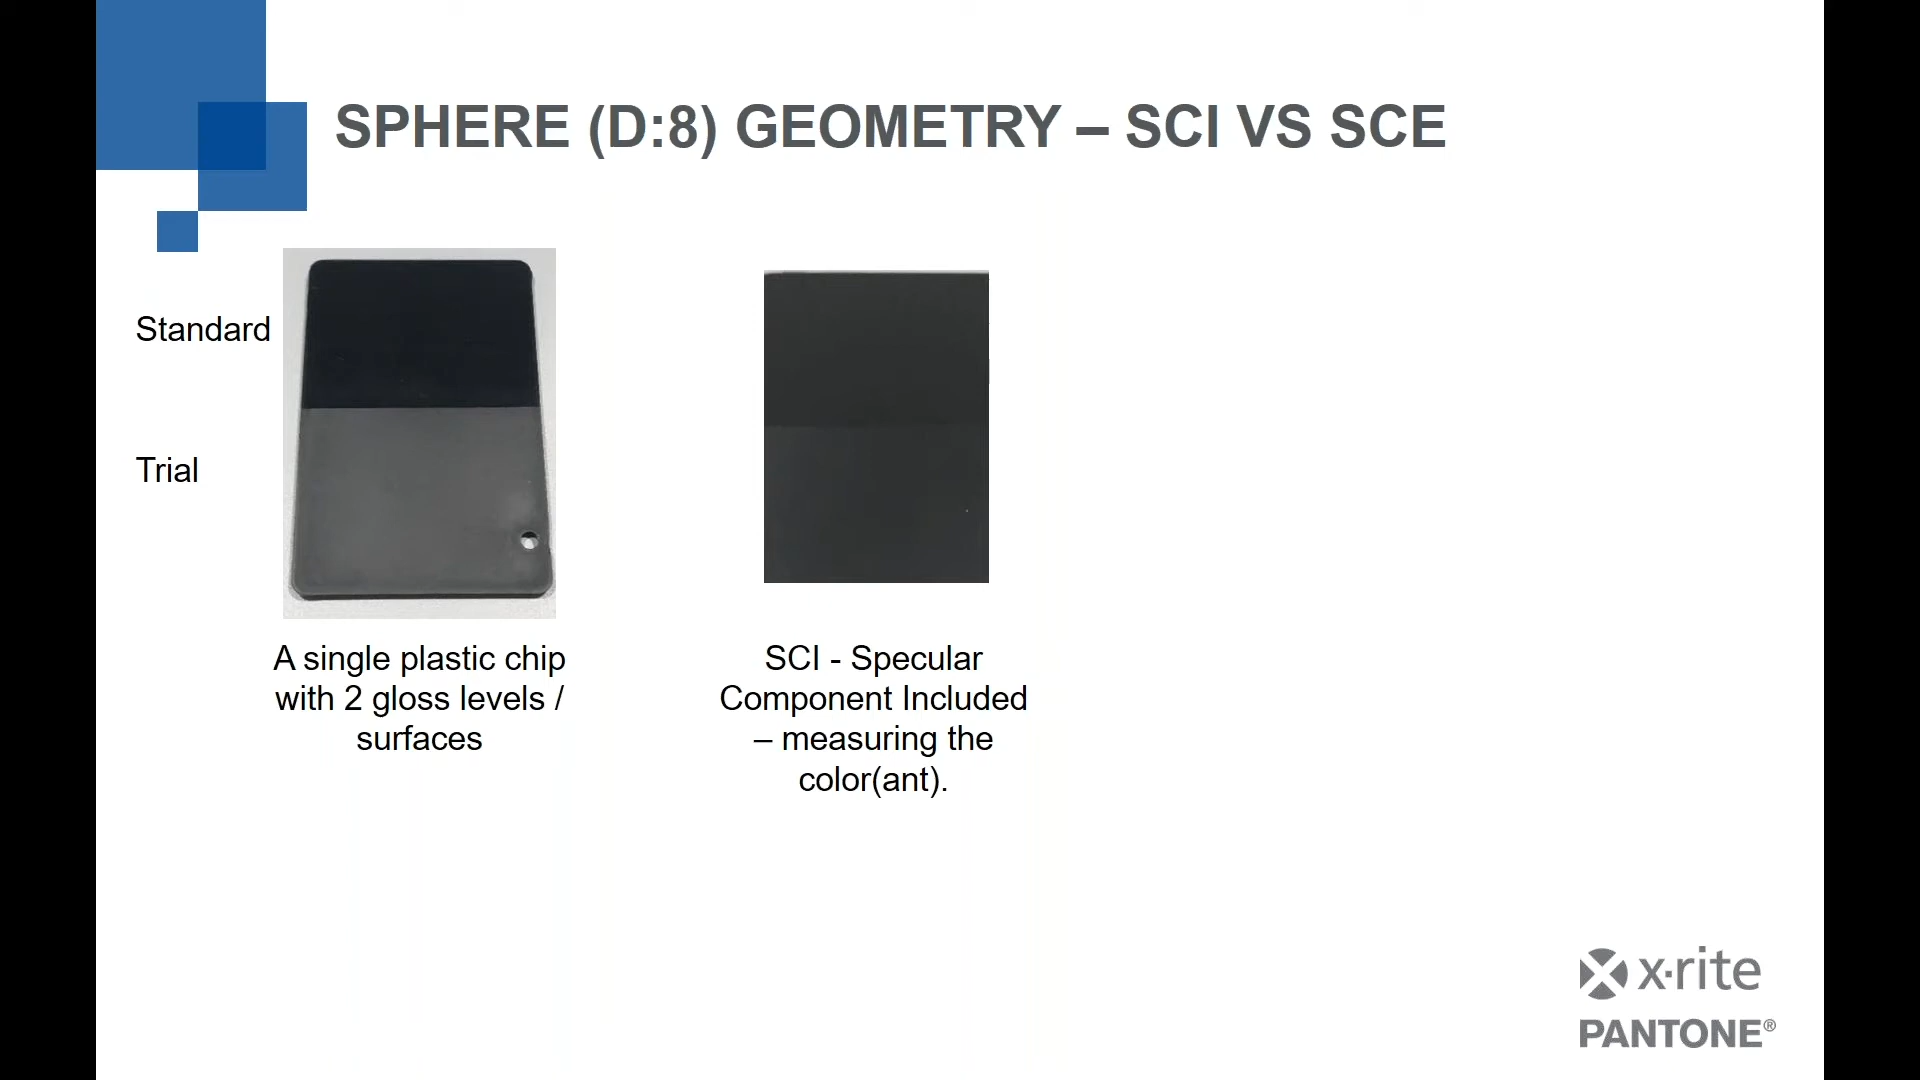 SPHERE (D:8) GEOMETRY – SCI VS SCE
Standard
Trial
A single plastic chip
with 2 gloss levels /
surfaces
SCI - Specular
Component Included
– measuring the
color(ant).
x·rite
PANTONE®